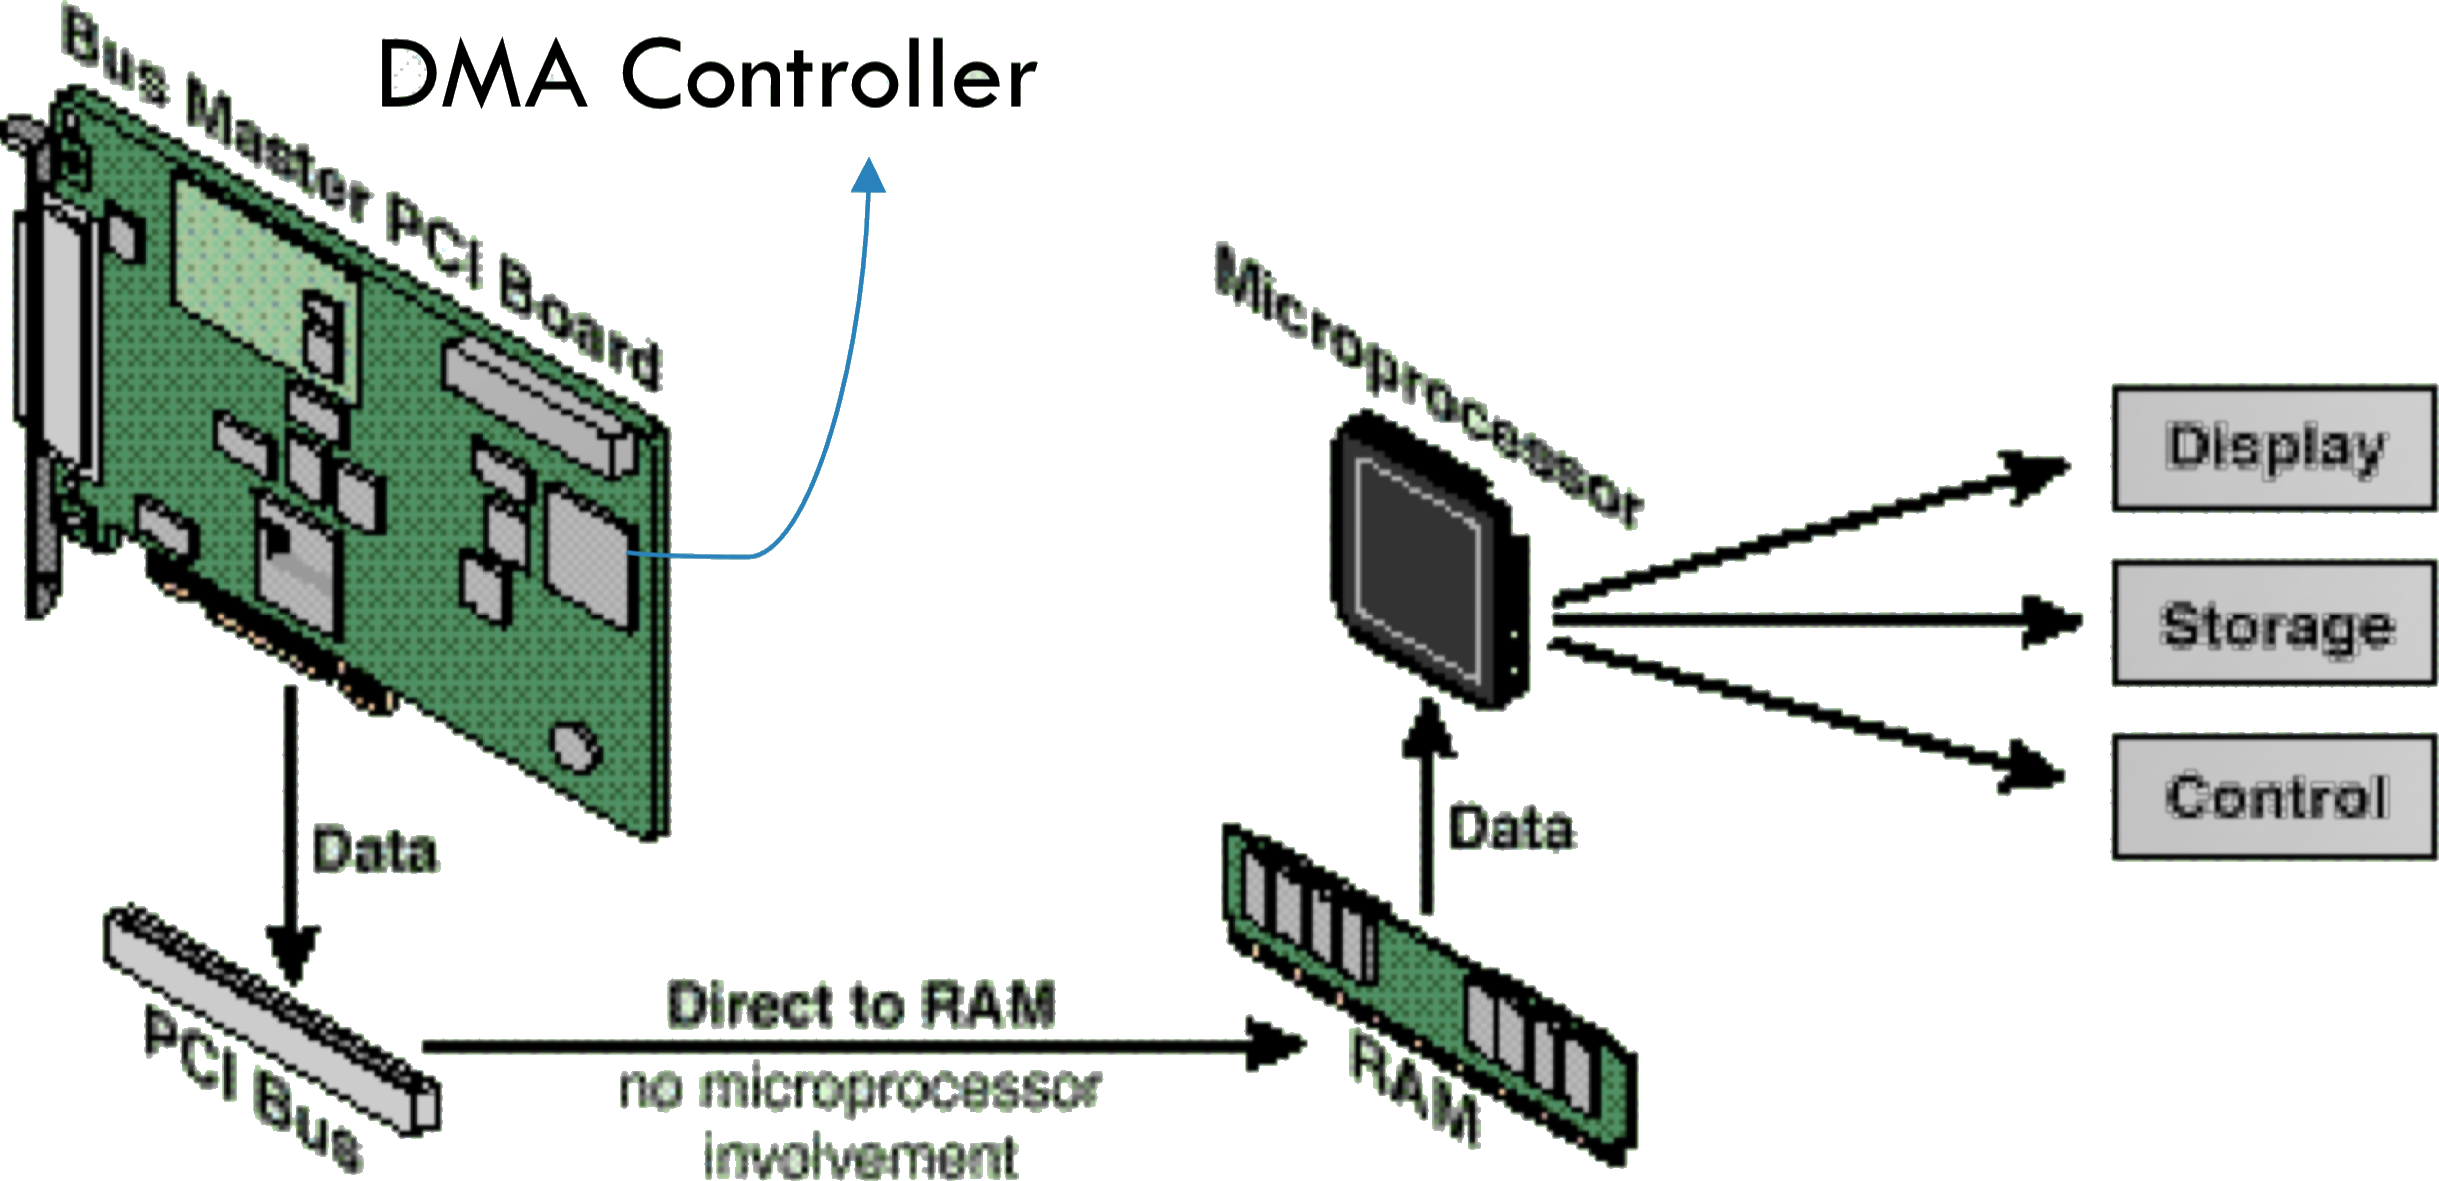 DMA Controller
Bus Master PCI Board
Microprocessor
Display
Storage
Control
Data
Data
PCI Bus
Direct to RAM
no microprocessor
involvement
RAM